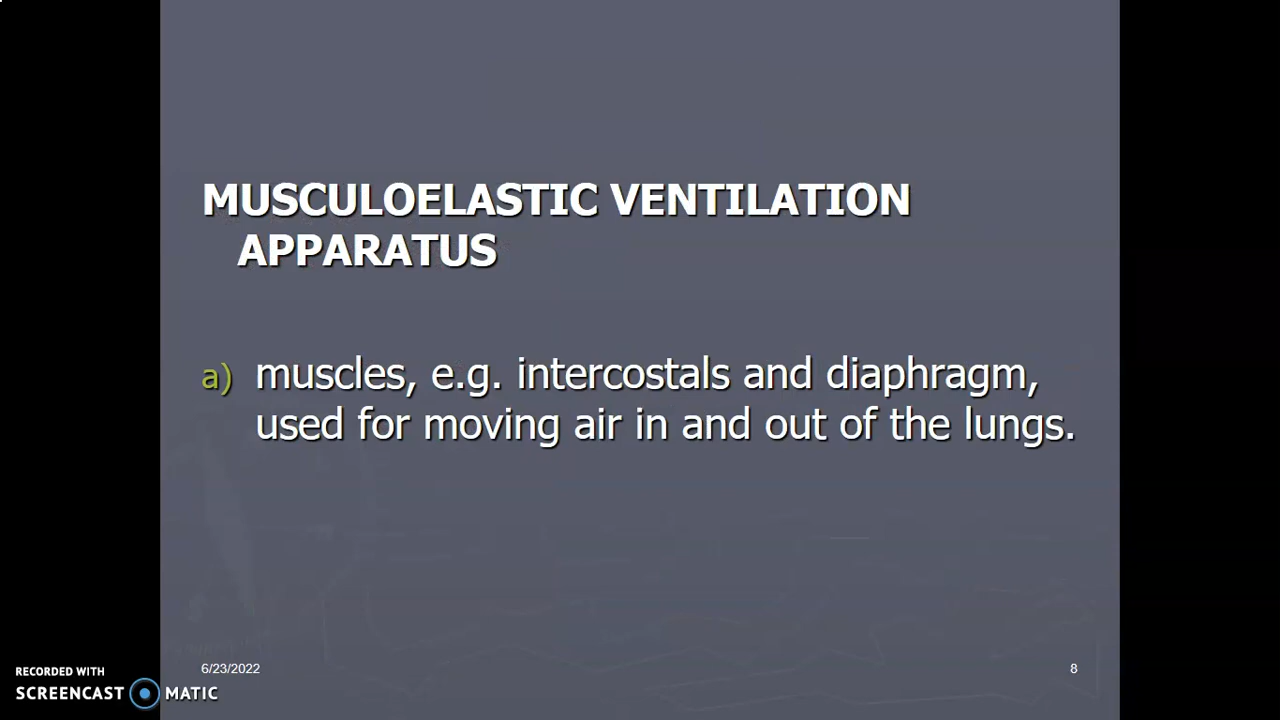 MUSCULOELASTIC VENTILATION
APPARATUS
a) muscles, e.g. intercostals and diaphragm,
used for moving air in and out of the lungs.
6/23/2022
8
RECORDED WITH
SCREENCAST MATIC